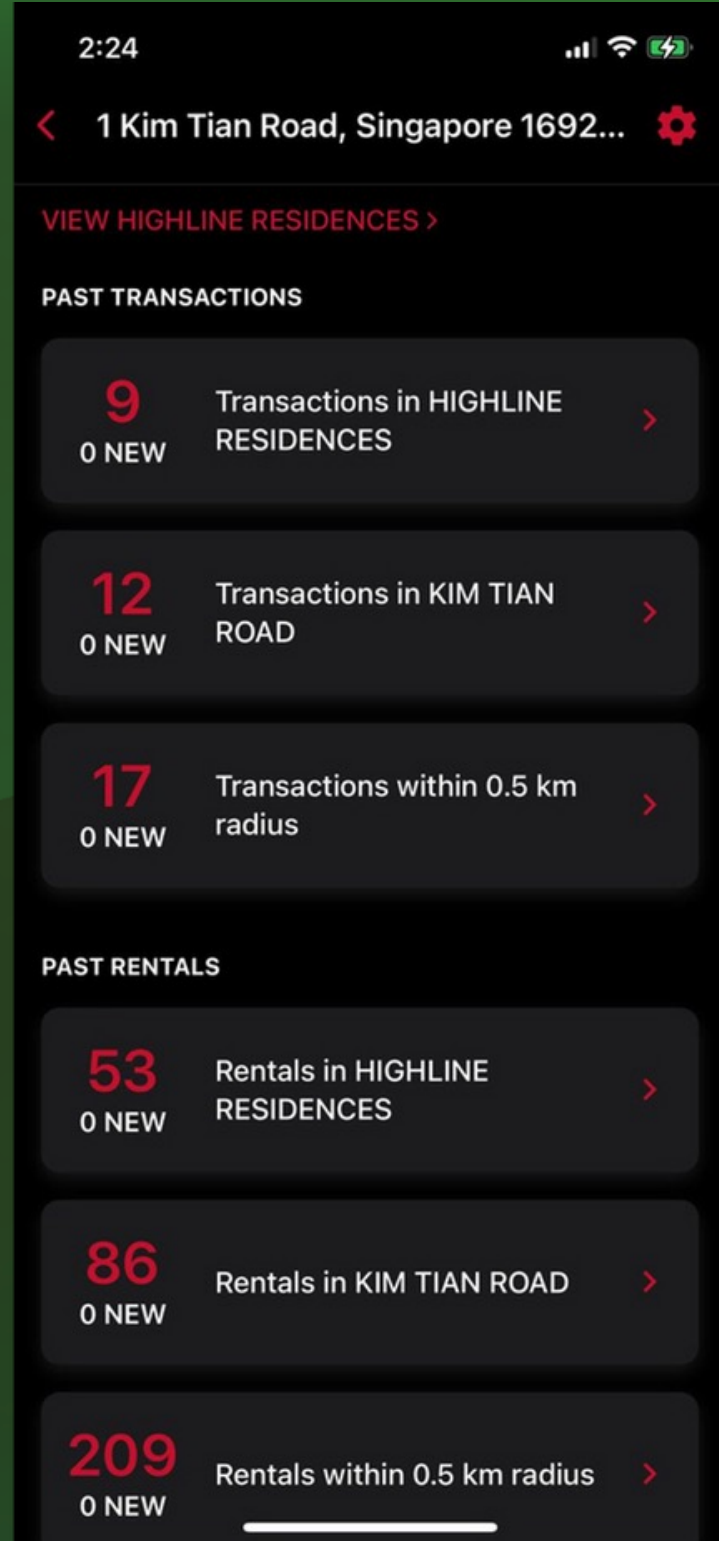 2:24
1 Kim Tian Road, Singapore 1692...
VIEW HIGHLINE RESIDENCES >
PAST TRANSACTIONS
9
0 NEW
Transactions in HIGHLINE
RESIDENCES
12
0 NEW
Transactions in KIM TIAN
ROAD
17
0 NEW
Transactions within 0.5 km
radius
PAST RENTALS
53
0 NEW
Rentals in HIGHLINE
RESIDENCES
86
0 NEW
Rentals in KIM TIAN ROAD
209
0 NEW
Rentals within 0.5 km radius